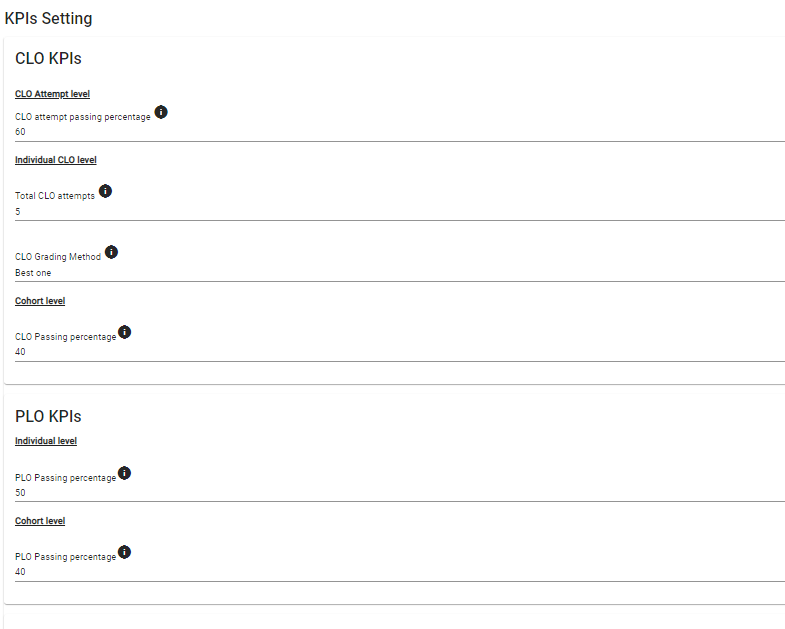 KPIs Setting
CLO KPIs
CLO Attempt level
CLO attempt passing percentage
60
Individual CLO level
Total CLO attempts
5
CLO Grading Method
Best one
Cohort level
CLO Passing percentage
40
PLO KPIs
Individual level
PLO Passing percentage
50
Cohort level
PLO Passing percentage
40